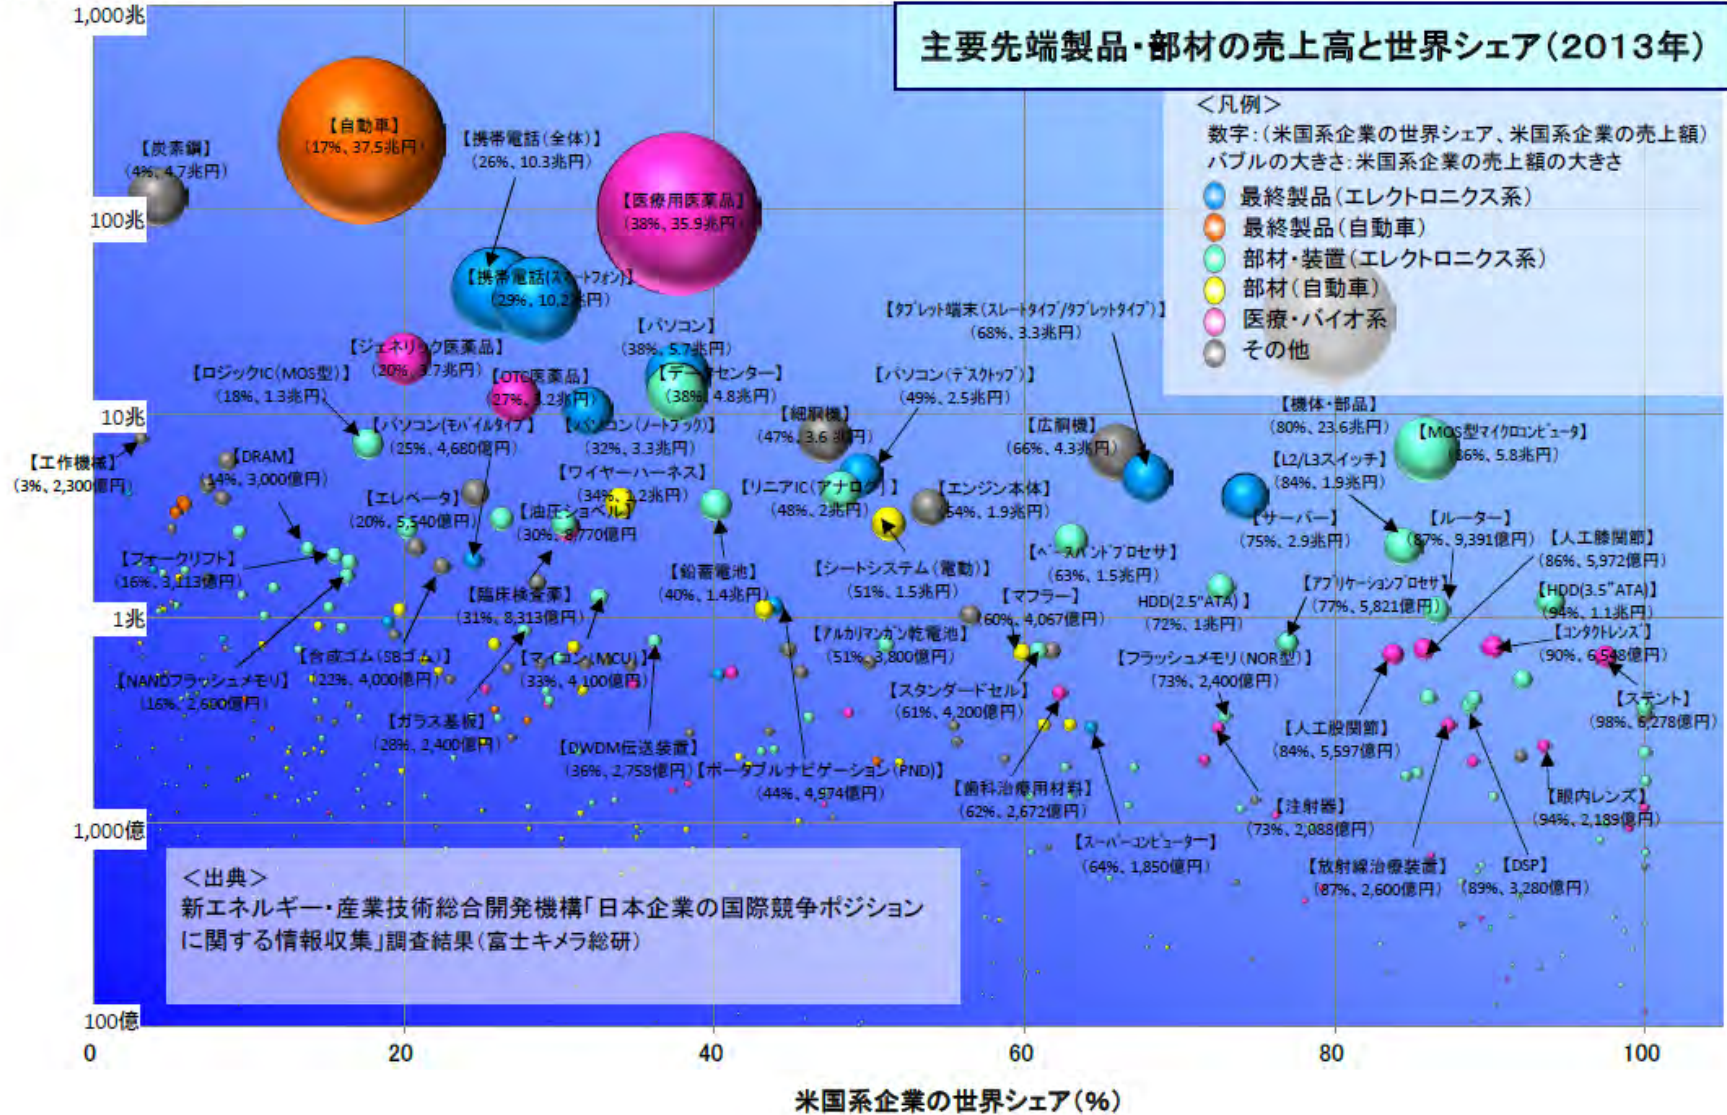 主要先端製品・部材の売上高と世界シェア（2013年）
＜凡例＞
数字：（米国系企業の世界シェア、米国系企業の売上額）
バブルの大きさ：米国系企業の売上額の大きさ
最終製品（エレクトロニクス系）
最終製品（自動車）
部材・装置（エレクトロニクス系）
部材（自動車）
医療・バイオ系
その他
1,000兆
100兆
10兆
1兆
1,000億
100億
【炭素鋼】
（4%、4.7兆円）
【自動車】
（17%、37.5兆円）
【携帯電話（全体）】
（26%、10.3兆円）
【医療用医薬品】
（38%、35.9兆円）
【携帯電話（スマートフォン）】
（29%、10.2兆円）
【パソコン】
（38%、5.7兆円）
【タブレット端末（スレートタイプ/タブレットタイプ）】
（68%、3.3兆円）
【ジェネリック医薬品】
（20%、3.7兆円）
【ロジックIC（MOS型）】
（18%、1.3兆円）
【OTC医薬品】
（27%、3.2兆円）
【データセンター】
（38%、4.8兆円）
【パソコン（デスクトップ）】
（49%、2.5兆円）
【機体・部品】
（80%、23.6兆円）
【パソコン（モバイルタイプ】
（25%、4,680億円）
【パソコン（ノートブック）】
（32%、3.3兆円）
【細胴機】
（47%、3.6兆円）
【広胴機】
（66%、4.3兆円）
【MOS型マイクロコンピュータ】
（86%、5.8兆円）
【工作機械】
（3%、2,300億円）
【DRAM】
（14%、3,000億円）
【ワイヤーハーネス】
（34%、1.2兆円）
【L2/L3スイッチ】
（84%、1.9兆円）
【エレベータ】
（20%、5,540億円）
【油圧ショベル】
（30%、8,770億円）
【リニアIC（アナログ）】
（48%、2兆円）
【エンジン本体】
（54%、1.9兆円）
【サーバー】
（75%、2.9兆円）
【ルーター】
（87%、9,391億円）
【人工膝関節】
（86%、5,972億円）
【フォークリフト】
（16%、3,113億円）
【臨床検査薬】
（31%、8,313億円）
【鉛蓄電池】
（40%、1.4兆円）
【シートシステム（電動）】
（51%、1.5兆円）
【ベースバンドプロセサ】
（63%、1.5兆円）
【アプリケーションプロセサ】
（77%、5,821億円）
【マフラー】
（60%、4,067億円）
HDD(2.5"ATA)】
（72%、1兆円）
【HDD(3.5"ATA)】
（94%、1.1兆円）
【アルカリマンガン乾電池】
（51%、3,800億円）
【コンタクトレンズ】
（90%、6,548億円）
【合成ゴム（SBゴム）】
（22%、4,000億円）
【マイコン（MCU）】
（33%、4,100億円）
【フラッシュメモリ（NOR型）】
（73%、2,400億円）
【NANDフラッシュメモリ】
（16%、2,600億円）
【スタンダードセル】
（61%、4,200億円）
【ステント】
（98%、6,278億円）
【ガラス基板】
（28%、2,400億円）
【人工股関節】
（84%、5,597億円）
【DWDM伝送装置】
（36%、2,758億円）
【ポータブルナビゲーション（PND)】
（44%、4,974億円）
【歯科治療用材料】
（62%、2,672億円）
【注射器】
（73%、2,088億円）
【眼内レンズ】
（94%、2,189億円）
【スーパーコンピューター】
（64%、1,850億円）
【放射線治療装置】
（87%、2,600億円）
【DSP】
（89%、3,280億円）
＜出典＞
新エネルギー・産業技術総合開発機構「日本企業の国際競争ポジション
に関する情報収集」調査結果（富士キメラ総研）
0 20 40 60 80 100
米国系企業の世界シェア（％）